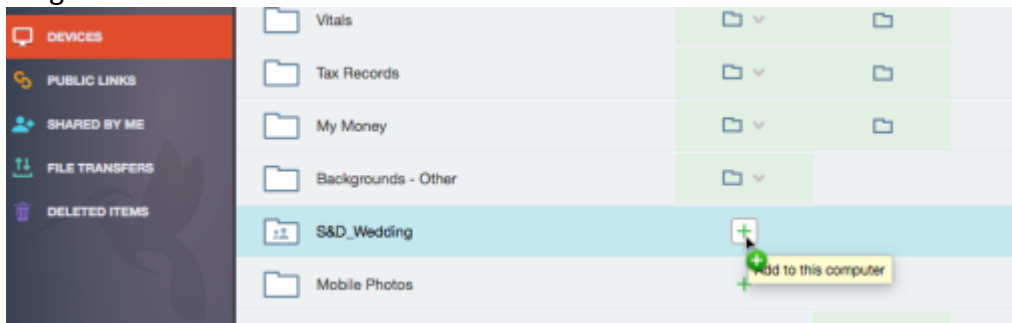 DEVICES
PUBLIC LINKS
SHARED BY ME
FILE TRANSFERS
DELETED ITEMS
Vitals
Tax Records
My Money
Backgrounds - Other
S&D_Wedding
Add to this computer
Mobile Photos